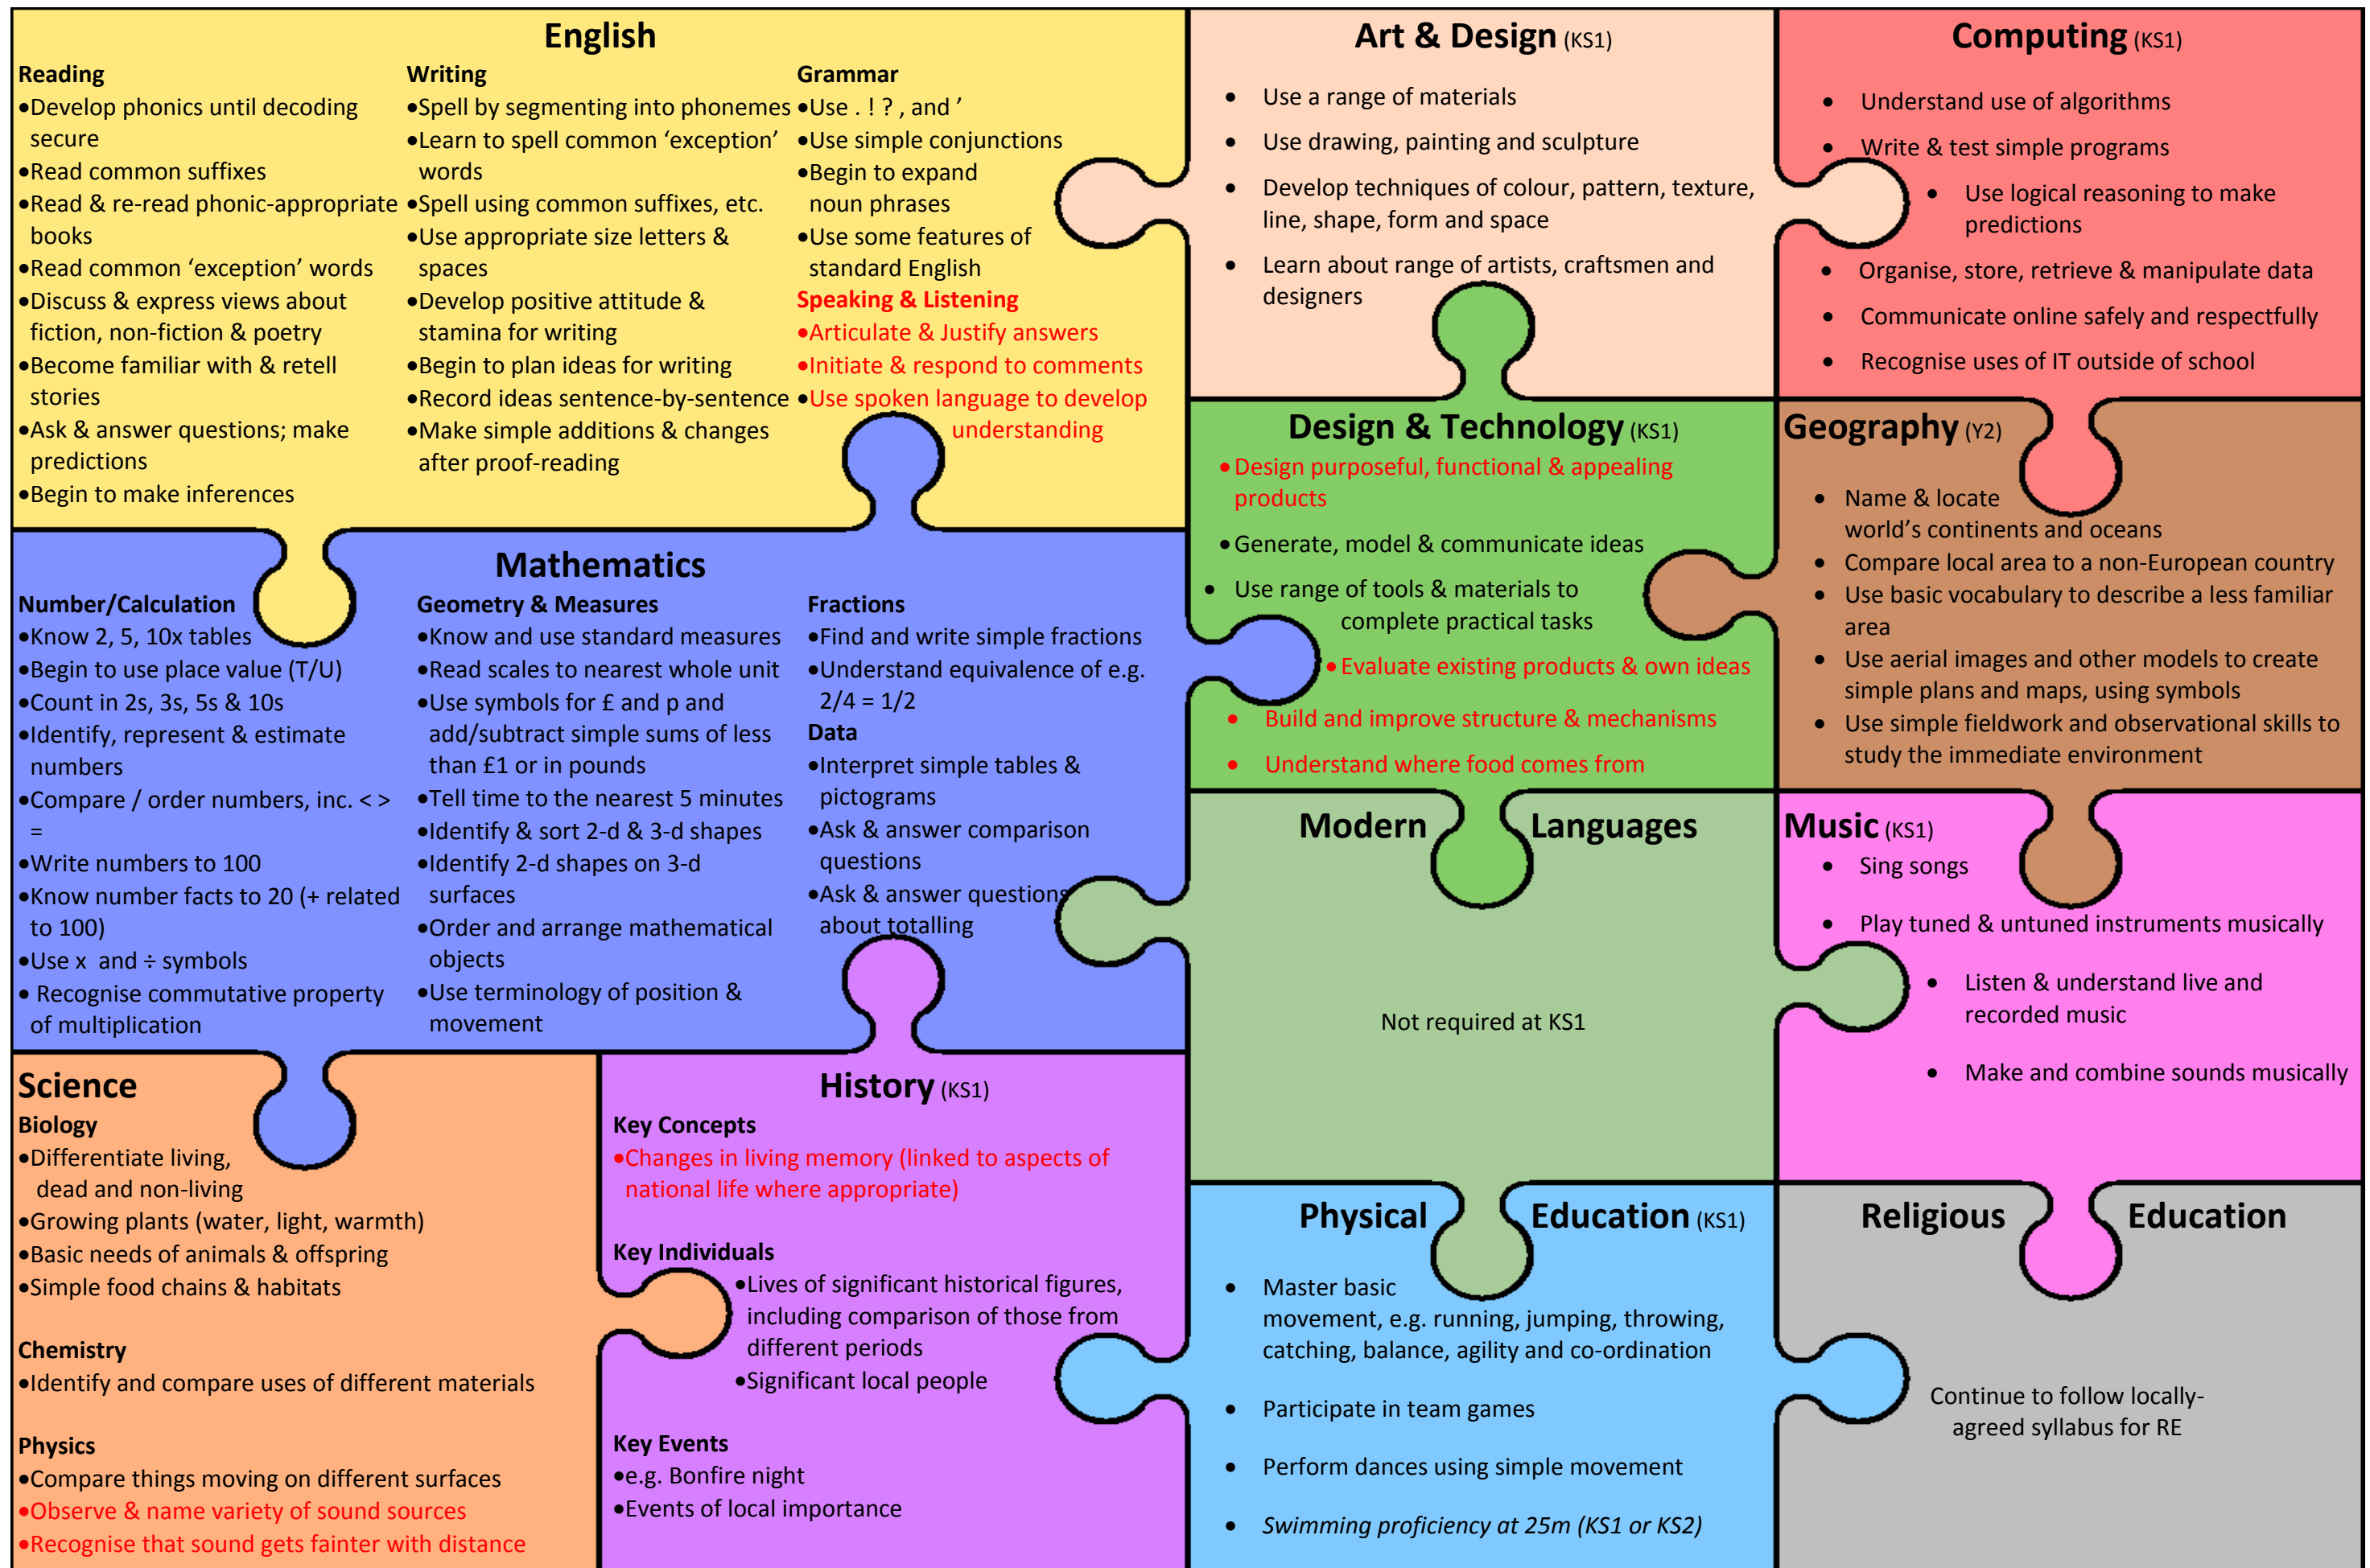 English
Reading
•Develop phonics until decoding
secure
•Read common suffixes
•Read & re-read phonic-appropriate
books
•Read common ‘exception’ words
•Discuss & express views about
fiction, non-fiction & poetry
•Become familiar with & retell
stories
•Ask & answer questions; make
predictions
•Begin to make inferences
Writing
•Spell by segmenting into phonemes
•Learn to spell common ‘exception’
words
•Spell using common suffixes, etc.
•Use appropriate size letters &
spaces
•Develop positive attitude &
stamina for writing
•Begin to plan ideas for writing
•Record ideas sentence-by-sentence
•Make simple additions & changes
after proof-reading
Grammar
•Use . ! ? , and ’
•Use simple conjunctions
•Begin to expand
noun phrases
•Use some features of
standard English
Speaking & Listening
•Articulate & Justify answers
•Initiate & respond to comments
•Use spoken language to develop
understanding
Art & Design (KS1)
• Use a range of materials
• Use drawing, painting and sculpture
• Develop techniques of colour, pattern, texture,
line, shape, form and space
• Learn about range of artists, craftsmen and
designers
Computing (KS1)
• Understand use of algorithms
• Write & test simple programs
• Use logical reasoning to make
predictions
• Organise, store, retrieve & manipulate data
• Communicate online safely and respectfully
• Recognise uses of IT outside of school
Mathematics
Number/Calculation
•Know 2, 5, 10x tables
•Begin to use place value (T/U)
•Count in 2s, 3s, 5s & 10s
•Identify, represent & estimate
numbers
•Compare / order numbers, inc. < >
=
•Write numbers to 100
•Know number facts to 20 (+ related
to 100)
•Use x and ÷ symbols
• Recognise commutative property
of multiplication
Geometry & Measures
•Know and use standard measures
•Read scales to nearest whole unit
•Use symbols for £ and p and
add/subtract simple sums of less
than £1 or in pounds
•Tell time to the nearest 5 minutes
•Identify & sort 2-d & 3-d shapes
•Identify 2-d shapes on 3-d
surfaces
•Order and arrange mathematical
objects
•Use terminology of position &
movement
Fractions
•Find and write simple fractions
•Understand equivalence of e.g.
2/4 = 1/2
Data
•Interpret simple tables &
pictograms
•Ask & answer comparison
questions
•Ask & answer questions
about totalling
Design & Technology (KS1)
• Design purposeful, functional & appealing
products
• Generate, model & communicate ideas
• Use range of tools & materials to
complete practical tasks
• Evaluate existing products & own ideas
• Build and improve structure & mechanisms
• Understand where food comes from
Geography (Y2)
• Name & locate
world’s continents and oceans
• Compare local area to a non-European country
• Use basic vocabulary to describe a less familiar
area
• Use aerial images and other models to create
simple plans and maps, using symbols
• Use simple fieldwork and observational skills to
study the immediate environment
Modern Languages
Not required at KS1
Music (KS1)
• Sing songs
• Play tuned & untuned instruments musically
• Listen & understand live and
recorded music
• Make and combine sounds musically
Science
Biology
•Differentiate living,
dead and non-living
•Growing plants (water, light, warmth)
•Basic needs of animals & offspring
•Simple food chains & habitats
Chemistry
•Identify and compare uses of different materials
Physics
•Compare things moving on different surfaces
•Observe & name variety of sound sources
•Recognise that sound gets fainter with distance
History (KS1)
Key Concepts
•Changes in living memory (linked to aspects of
national life where appropriate)
Key Individuals
•Lives of significant historical figures,
including comparison of those from
different periods
•Significant local people
Key Events
•e.g. Bonfire night
•Events of local importance
Physical Education (KS1)
• Master basic
movement, e.g. running, jumping, throwing,
catching, balance, agility and co-ordination
• Participate in team games
• Perform dances using simple movement
• Swimming proficiency at 25m (KS1 or KS2)
Religious Education
Continue to follow locally-
agreed syllabus for RE